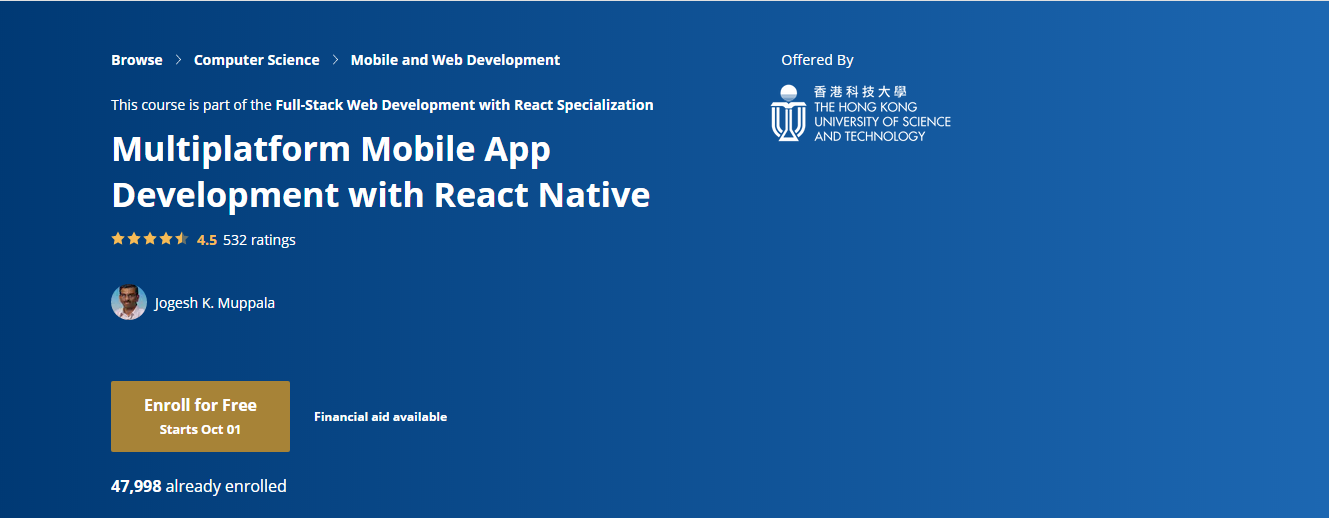 Browse > Computer Science > Mobile and Web Development
Offered By
香港科技大學
THE HONG KONG
UNIVERSITY OF SCIENCE
AND TECHNOLOGY
This course is part of the Full-Stack Web Development with React Specialization
Multiplatform Mobile App
Development with React Native
4.5 532 ratings
Jogesh K. Muppala
Enroll for Free
Starts Oct 01
Financial aid available
47,998 already enrolled